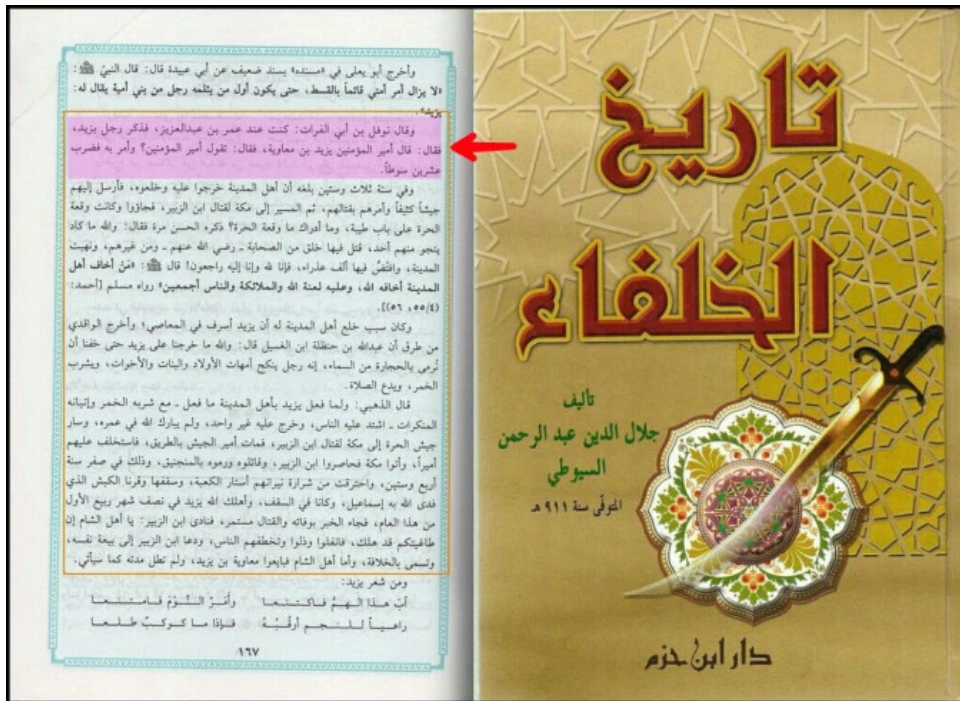 وأخرج أبو يعلى في «مسنده» بسند ضعيف عن أبي عبيدة قال: قال النبيّ ﷺ:
«لا يزال أمر أمتي قائماً بالقسط، حتى يكون أول من يثلمه رجل من بني أمية يقال له:
يزيد».
وقال نوفل بن أبي الفرات: كنت عند عمر بن عبدالعزيز، فذكر رجل يزيد،
فقال: قال أمير المؤمنين يزيد بن معاوية، فقال: تقول أمير المؤمنين؟ وأمر به فضرب
عشرين سوطاً.
وفي سنة ثلاث وستين بلغه أن أهل المدينة خرجوا عليه وخلعوه، فأرسل إليهم
جيشاً كثيفاً وأمرهم بقتالهم، ثم المسير إلى مكة لقتال ابن الزبير، فجاؤوا وكانت وقعة
الحرة على باب طيبة، وما أدراك ما وقعة الحرة؟ ذكره الحسن مرة فقال: والله ما كاد
ينجو منهم أحد، قتل فيها خلق من الصحابة ـ رضي الله عنهم ـ ومن غيرهم، ونهبت
المدينة، وافتضّ فيها ألف عذراء، فإنا لله وإنا إليه راجعون! قال ﷺ: «مَنْ أخاف أهل
المدينة أخافه الله، وعليه لعنة الله والملائكة والناس أجمعين» رواه مسلم [أحمد:
(٤/٥٥، ٥٦)].
وكان سبب خلع أهل المدينة له أن يزيد أسرف في المعاصي، وأخرج الواقدي
من طرق أن عبدالله بن حنظلة ابن الغسيل قال: والله ما خرجنا على يزيد حتى خفنا أن
نُرمى بالحجارة من السماء، إنه رجل ينكح أمهات الأولاد والبنات والأخوات، ويشرب
الخمر، ويدع الصلاة.
قال الذهبي: ولما فعل يزيد بأهل المدينة ما فعل ـ مع شربه الخمر وإتيانه
المنكرات ـ اشتد عليه الناس، وخرج عليه غير واحد، ولم يبارك الله في عمره، وسار
جيش الحرة إلى مكة لقتال ابن الزبير، فمات أمير الجيش بالطريق، فاستخلف عليهم
أميراً، وأتوا مكة فحاصروا ابن الزبير، وقاتلوه ورموه بالمنجنيق، وذلك في صفر سنة
أربع وستين، واحترقت من شرارة نيرانهم أستار الكعبة، وسقفها وقرنا الكبش الذي
فدى الله به إسماعيل، وكانا في السقف، وأهلك الله يزيد في نصف شهر ربيع الأول
من هذا العام، فجاء الخبر بوفاته والقتال مستمر، فنادى ابن الزبير: يا أهل الشام إن
طاغيتكم قد هلك، فانفلوا وذلوا وتخطفهم الناس، ودعا ابن الزبير إلى بيعة نفسه،
وتسمى بالخلافة، وأما أهل الشام فبايعوا معاوية بن يزيد، ولم تطل مدته كما سيأتي.
ومن شعر يزيد:
آبَ هذا الهمُّ فاكتنعا وأَمَرَّ النَّوْمَ فامتنعا
راعياً للنجم أرقُبُهُ فإذا ما كوكبٌ طلعا
١٦٧
تاريخ
الخلفاء
تأليف
جلال الدين عبد الرحمن
السيوطي
المتوفى سنة ٩١١ هـ
دار ابن حزم